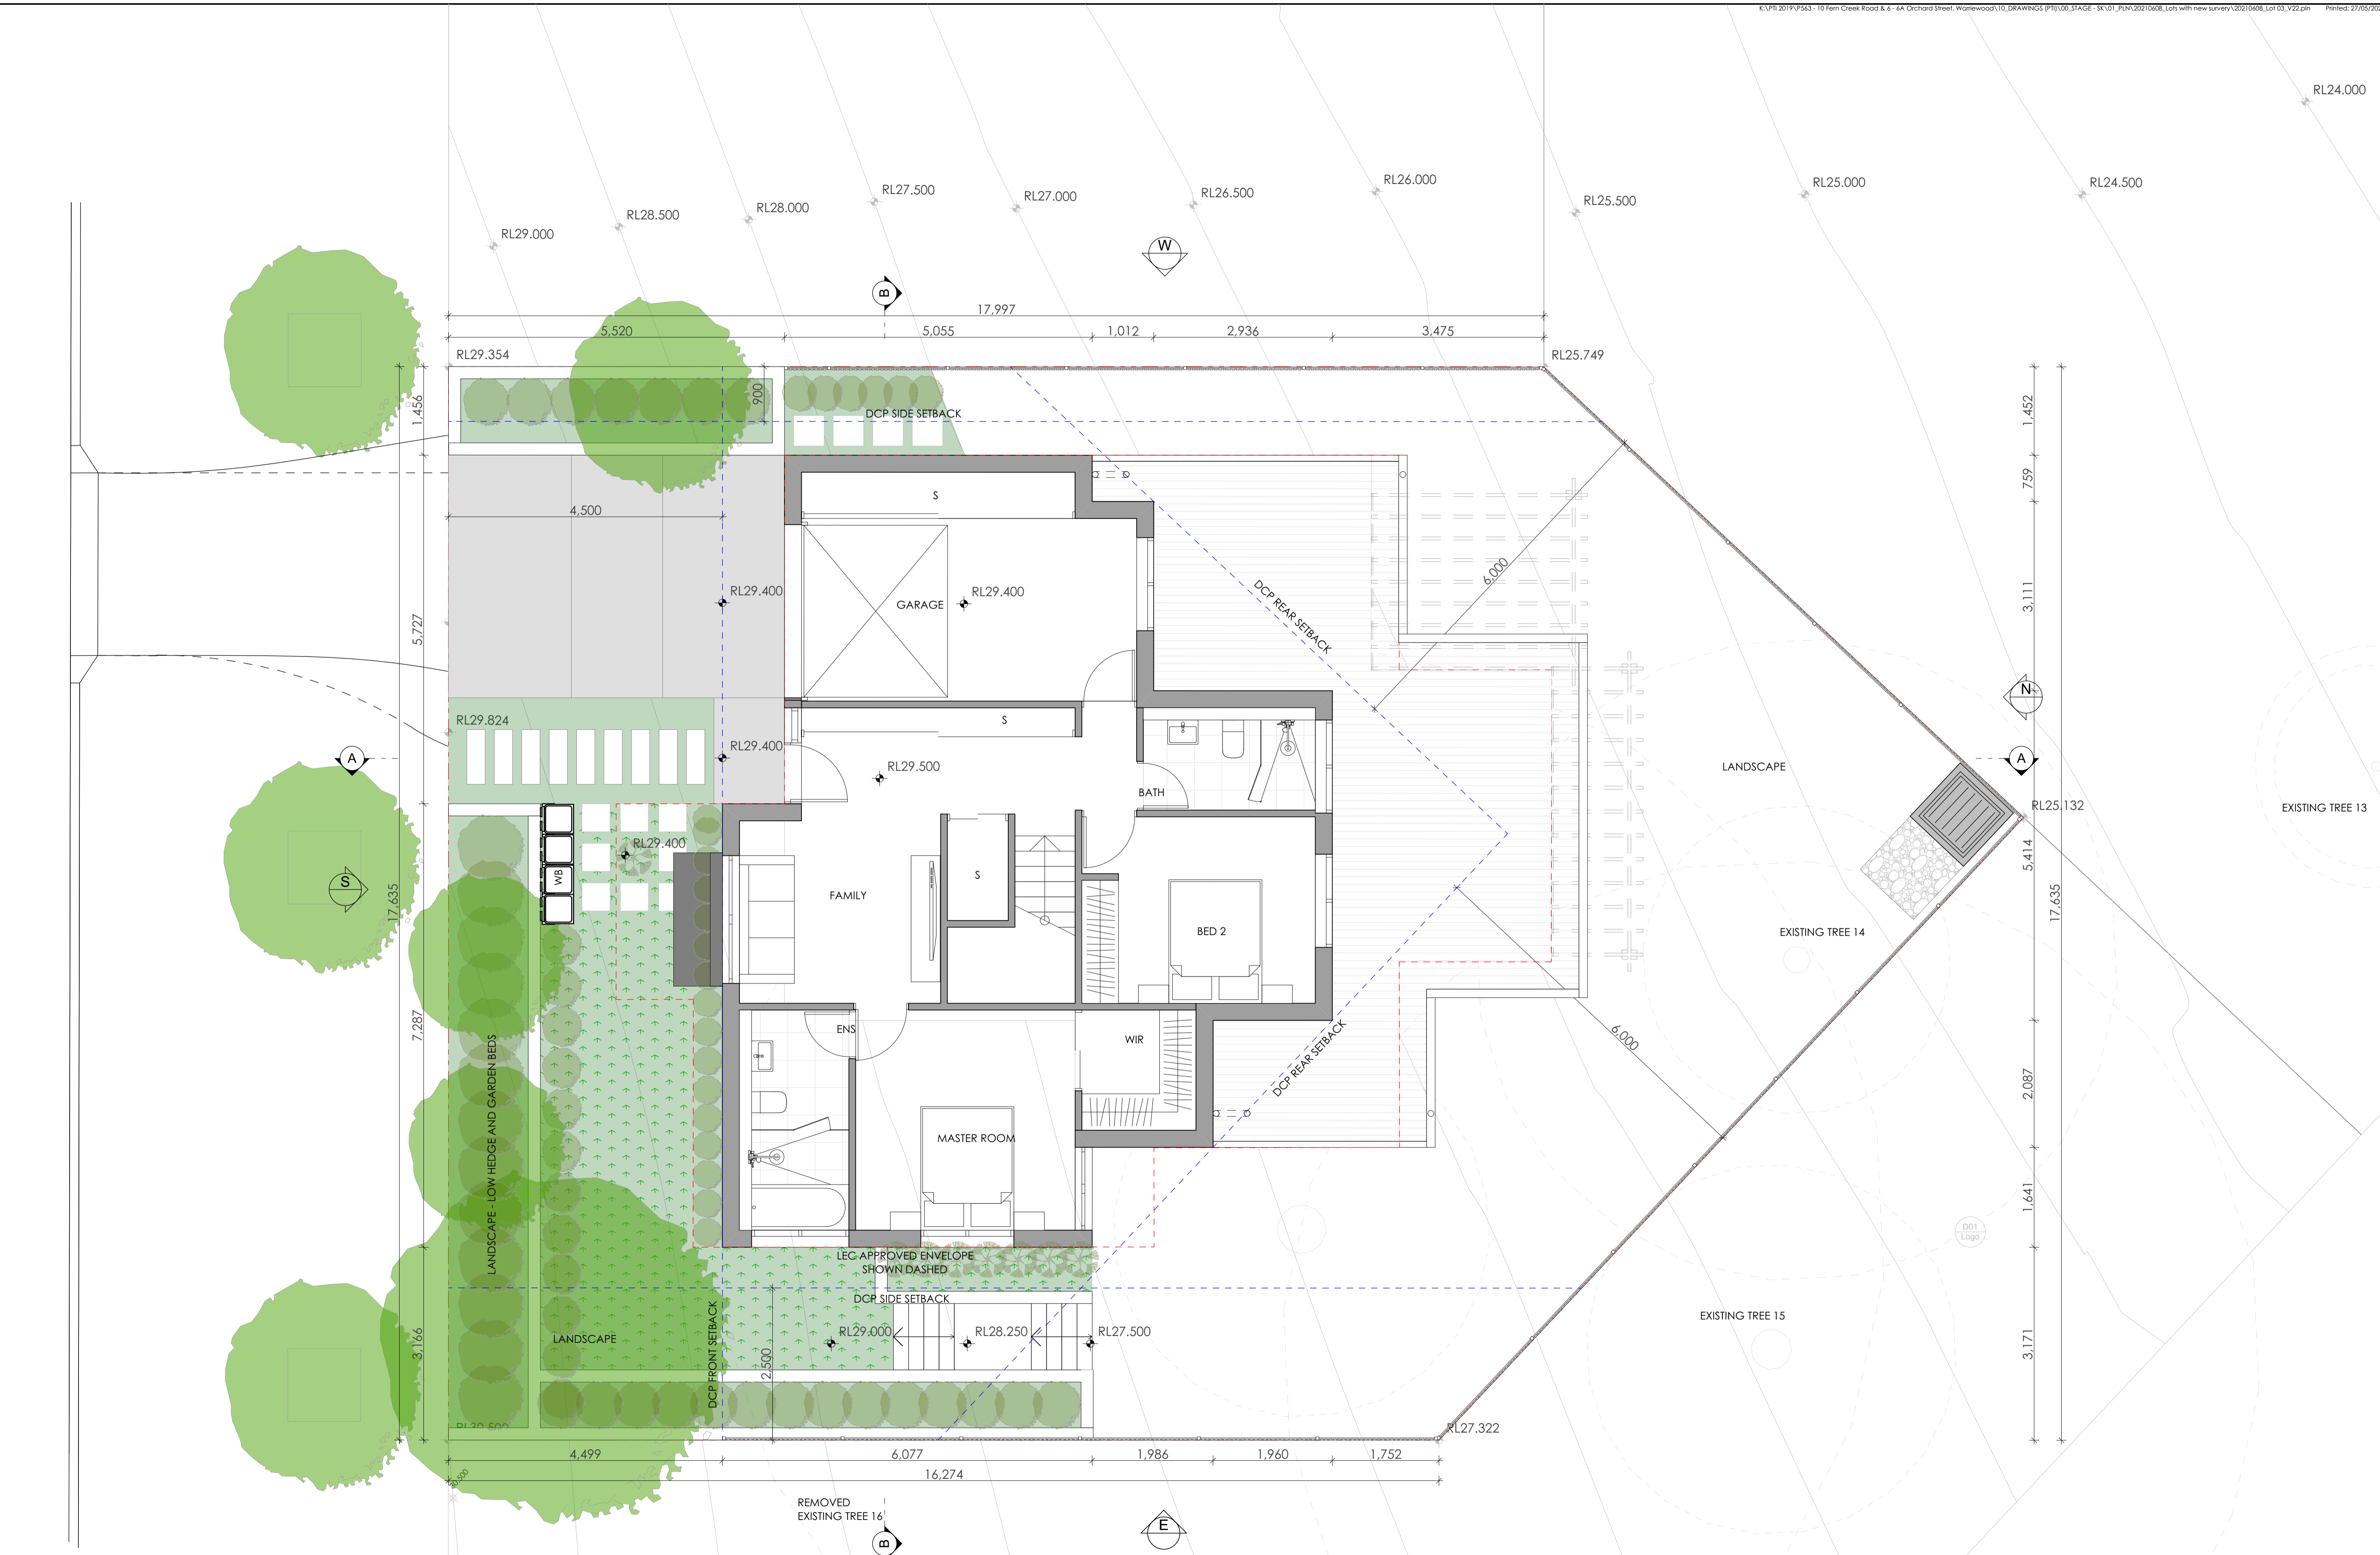 K:\PTI 2019\P563 - 10 Fern Creek Road & 6 - 6A Orchard Street, Warriewood\10_DRAWINGS (PTI)\00_STAGE - SK\01_PLN\20210608_Lots with new survery\20210608_Lot 03_V22.pln Printed: 27/05/202
RL24.000
RL29.000
RL28.500
RL28.000
RL27.500
RL27.000
RL26.500
RL26.000
RL25.500
RL25.000
RL24.500
W
B
17,997
5,520
5,055
1,012
2,936
3,475
RL29.354
RL25.749
1,456
900
DCP SIDE SETBACK
1,452
759
S
4,500
6,000
RL29.400
GARAGE
RL29.400
DCP REAR SETBACK
3,111
5,727
N
RL29.824
S
A
RL29.400
RL29.500
BATH
LANDSCAPE
A
RL25.132
EXISTING TREE 13
RL29.400
WB
S
17,635
FAMILY
S
BED 2
EXISTING TREE 14
5,414
17,635
7,287
ENS
WIR
DCP REAR SETBACK
6,000
2,087
LANDSCAPE - LOW HEDGE AND GARDEN BEDS
MASTER ROOM
1,641
D01
Logo
LEC APPROVED ENVELOPE
SHOWN DASHED
DCP SIDE SETBACK
EXISTING TREE 15
3,166
LANDSCAPE
DCP FRONT SETBACK
2,500
RL29.000
RL28.250
RL27.500
3,171
RL27.322
4,499
6,077
1,986
1,960
1,752
16,274
30.500
REMOVED
EXISTING TREE 16
B
E